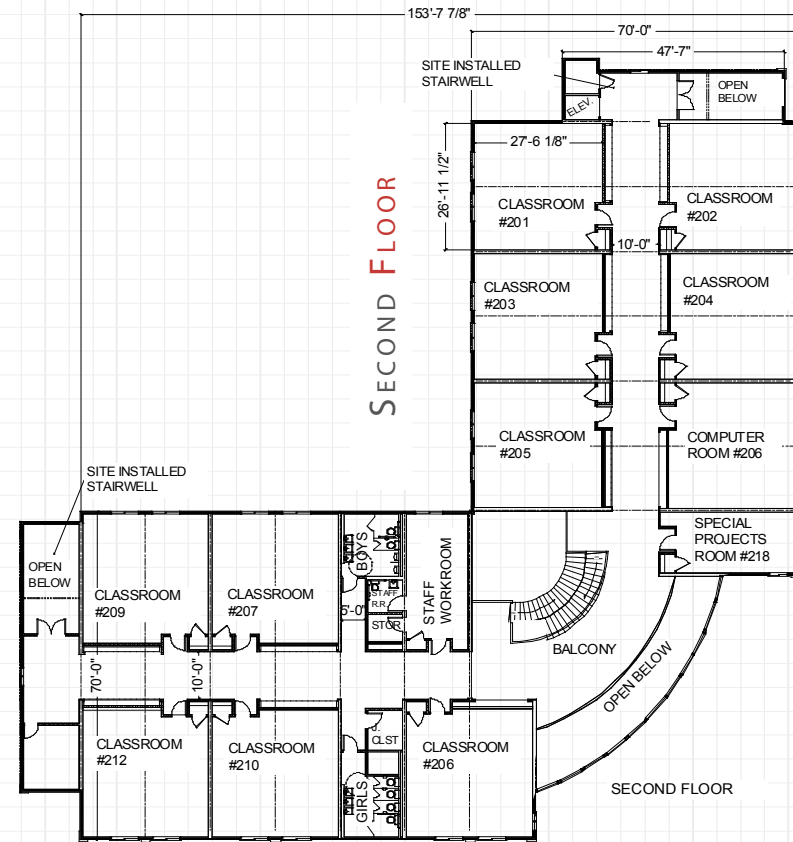 153'-7 7/8"
70'-0"
47'-7"
SITE INSTALLED
STAIRWELL
OPEN
BELOW
ELEV.
27'-6 1/8"
26'-11 1/2"
CLASSROOM
#201
CLASSROOM
#202
10'-0"
SECOND FLOOR
CLASSROOM
#203
CLASSROOM
#204
CLASSROOM
#205
COMPUTER
ROOM #206
SITE INSTALLED
STAIRWELL
SPECIAL
PROJECTS
ROOM #218
OPEN
BELOW
BOYS
STAFF
WORKROOM
CLASSROOM
#209
CLASSROOM
#207
STAFF
R.R.
5'-0"
STOR
BALCONY
OPEN BELOW
70'-0"
10'-0"
CLASSROOM
#212
CLASSROOM
#210
J.
CLST
CLASSROOM
#206
GIRLS
SECOND FLOOR